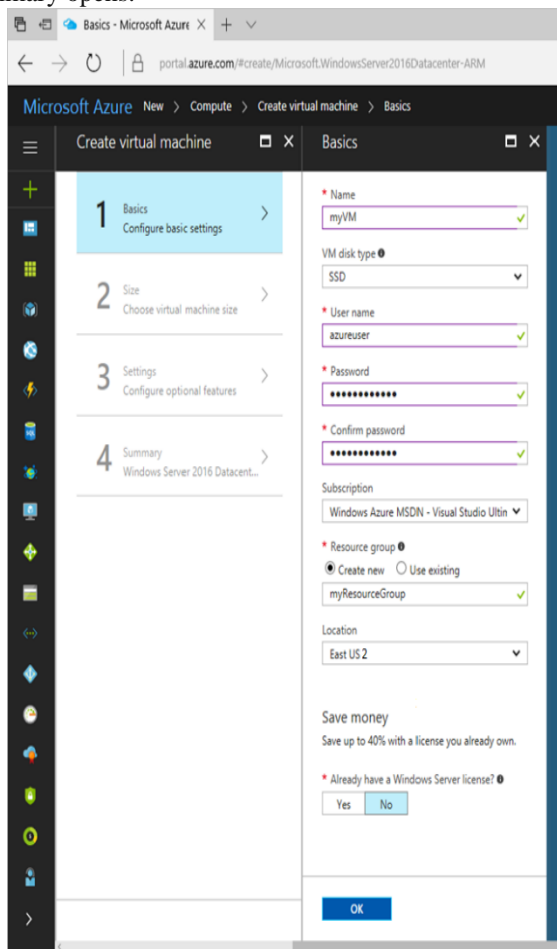 mary opens.
Basics - Microsoft Azure
portal.azure.com/#create/Microsoft.WindowsServer2016Datacenter-ARM
Microsoft Azure New > Compute > Create virtual machine > Basics
Create virtual machine
1
Basics
Configure basic settings
2
Size
Choose virtual machine size
3
Settings
Configure optional features
4
Summary
Windows Server 2016 Datacent...
Basics
* Name
myVM
VM disk type
SSD
* User name
azureuser
* Password
••••••••••••
* Confirm password
••••••••••••
Subscription
Windows Azure MSDN - Visual Studio Ultin
* Resource group
Create new Use existing
myResourceGroup
Location
East US 2
Save money
Save up to 40% with a license you already own.
* Already have a Windows Server license?
Yes No
OK